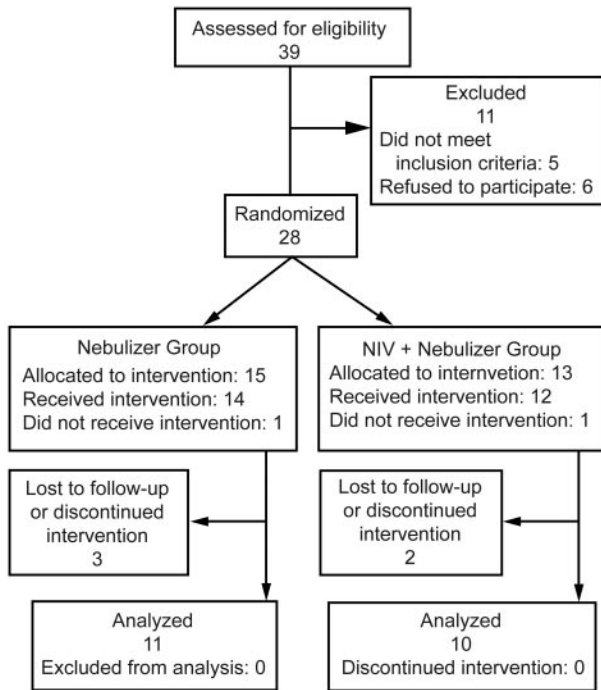 Assessed for eligibility
39
Excluded
11
Did not meet
inclusion criteria: 5
Refused to participate: 6
Randomized
28
Nebulizer Group
Allocated to intervention: 15
Received intervention: 14
Did not receive intervention: 1
NIV + Nebulizer Group
Allocated to internvetion: 13
Received intervention: 12
Did not receive intervention: 1
Lost to follow-up
or discontinued
intervention
3
Lost to follow-up
or discontinued
intervention
2
Analyzed
11
Excluded from analysis: 0
Analyzed
10
Discontinued intervention: 0